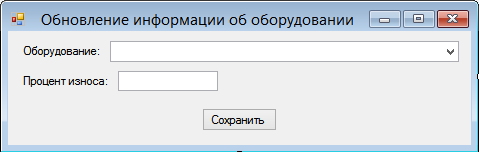 Обновление информации об оборудовании
Оборудование:
Процент износа:
Сохранить